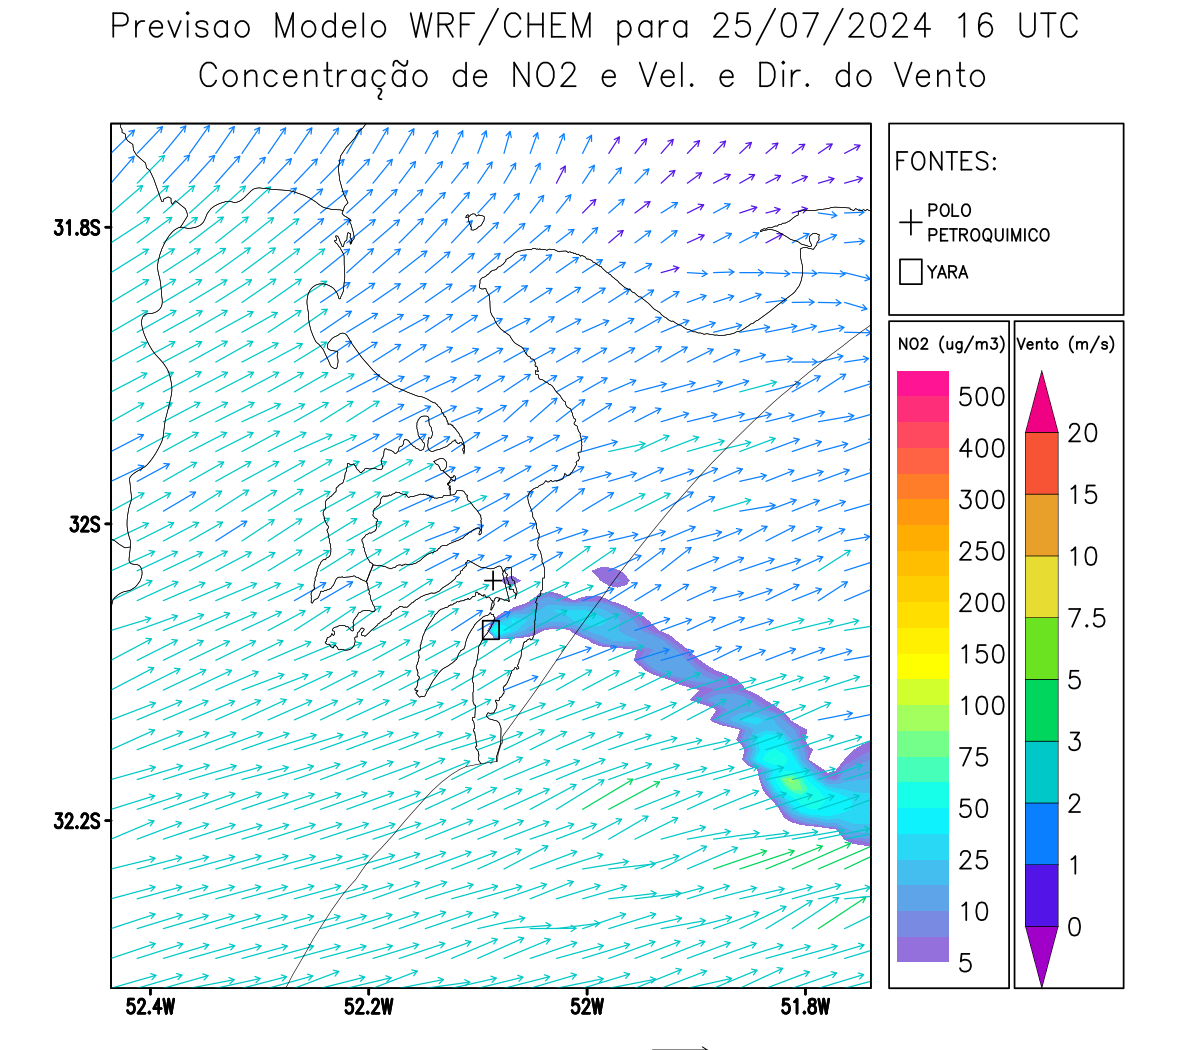 Previsao Modelo WRF/CHEM para 25/07/2024 16 UTC
Concentração de NO2 e Vel. e Dir. do Vento
FONTES:
POLO
PETROQUIMICO
YARA
31.8S
32S
32.2S
52.4W
52.2W
52W
51.8W
NO2 (ug/m3)
500
400
300
250
200
150
100
75
50
25
10
5
Vento (m/s)
20
15
10
7.5
5
3
2
1
0